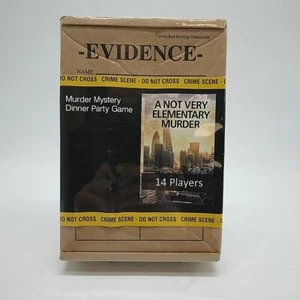 -EVIDENCE-
NAME
DO NOT CROSS CRIME SCENE - DO NOT CROSS CRIME SCENE
Murder Mystery
Dinner Party Game
A NOT VERY
ELEMENTARY
MURDER
14 Players
DO NOT CROSS CRIME SCENE - DO NOT CROSS CRIME SCENE - DO